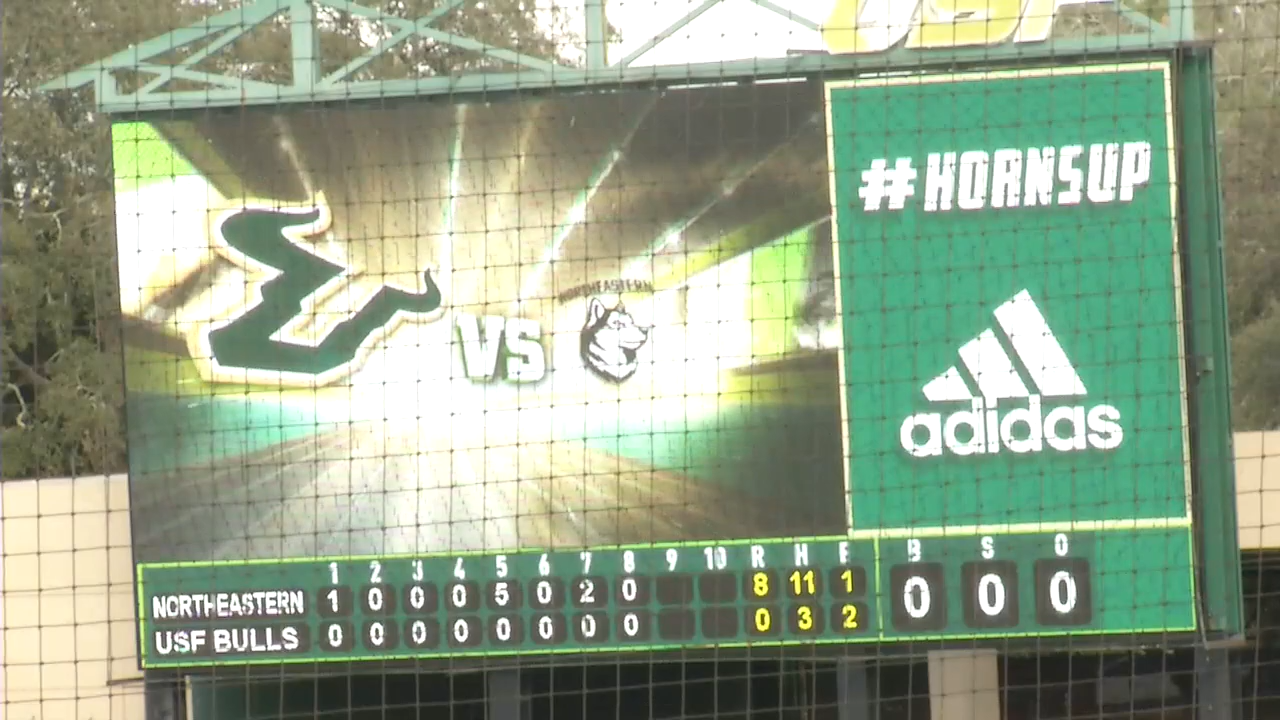 USF
#HORNSUP
NORTHEASTERN
VS
adidas
1 2 3 4 5 6 7 8 9 10 R H E B S O
NORTHEASTERN 1 0 0 0 5 0 2 0 8 11 1 0 0 0
USF BULLS 0 0 0 0 0 0 0 0 0 3 2